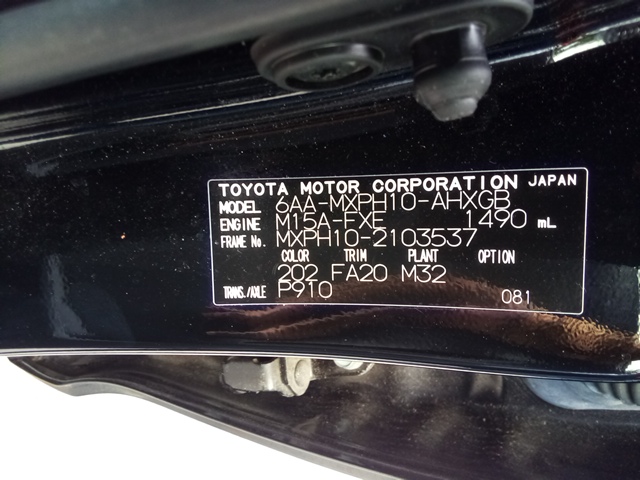 TOYOTA MOTOR CORPORATION JAPAN
MODEL 6AA-MXPH10-AHXGB
ENGINE M15A-FXE 1490 mL
FRAME No. MXPH10-2103537
COLOR TRIM PLANT OPTION
202 FA20 M32
TRANS./AXLE P910 081